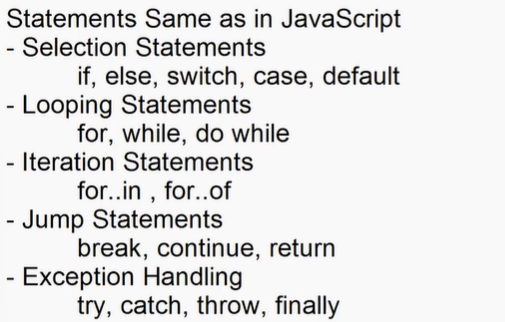 Statements Same as in JavaScript
- Selection Statements
if, else, switch, case, default
- Looping Statements
for, while, do while
- Iteration Statements
for..in , for..of
- Jump Statements
break, continue, return
- Exception Handling
try, catch, throw, finally